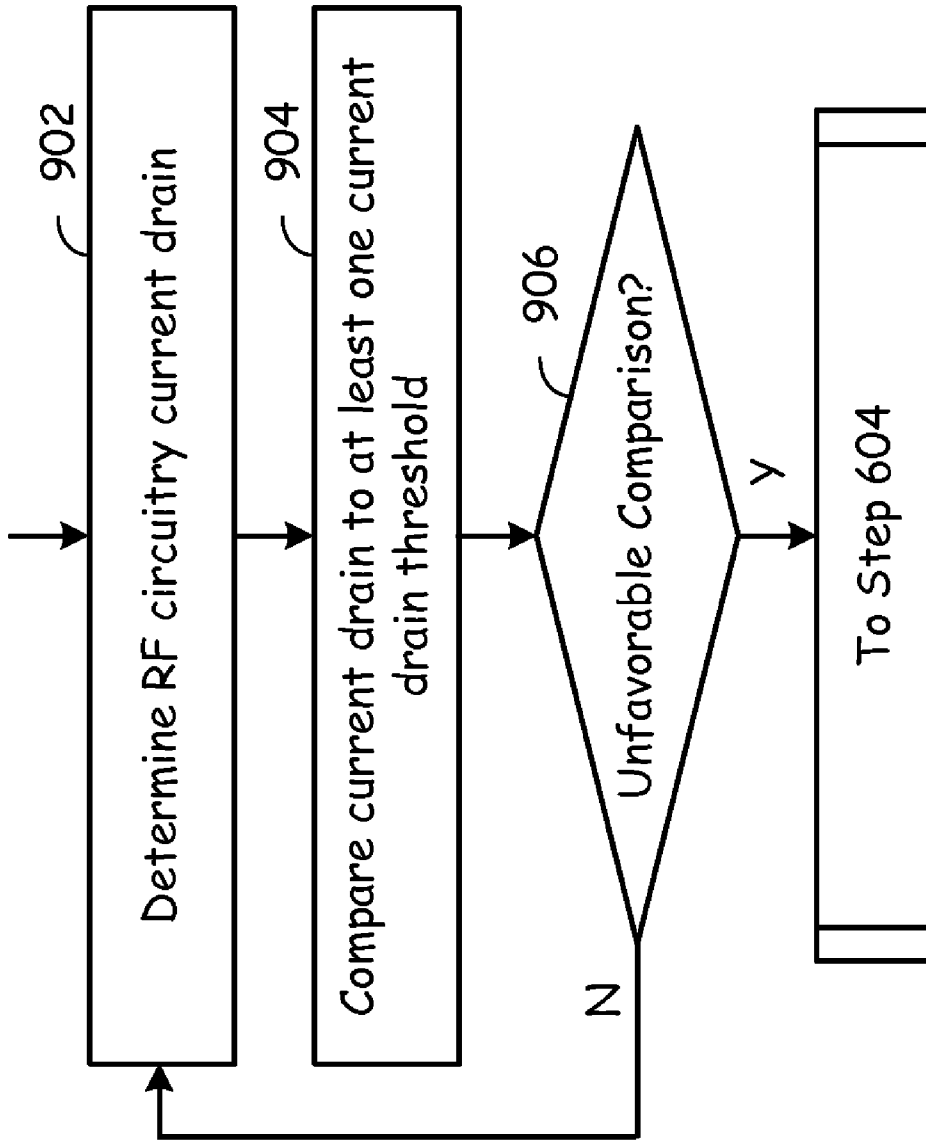 902
Determine RF circuitry current drain
904
Compare current drain to at least one current
drain threshold
906
Unfavorable Comparison?
N
Y
To Step 604